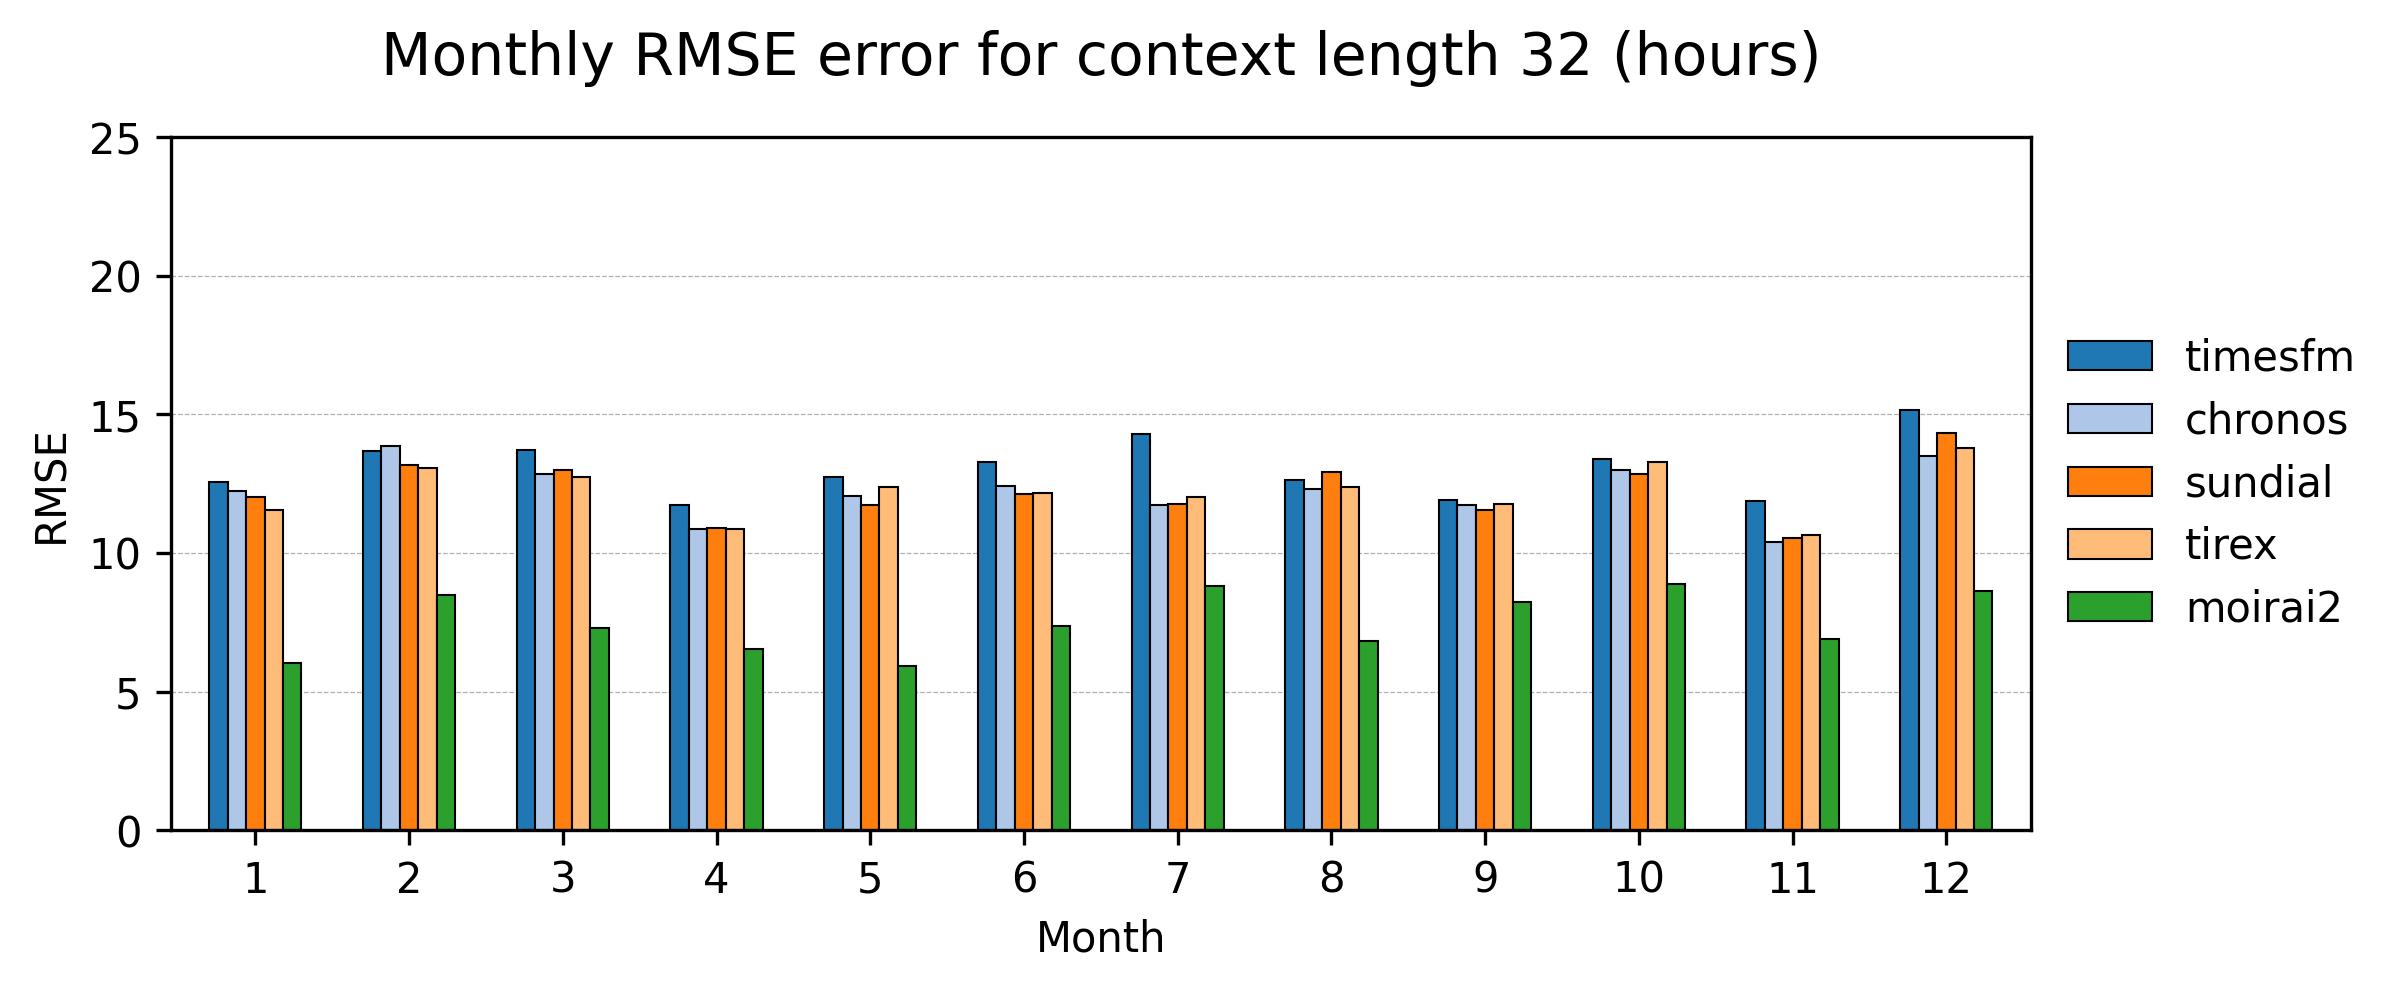 Monthly RMSE error for context length 32 (hours)
25
20
15
10
5
0
RMSE
1 2 3 4 5 6 7 8 9 10 11 12
Month
timesfm
chronos
sundial
tirex
moirai2